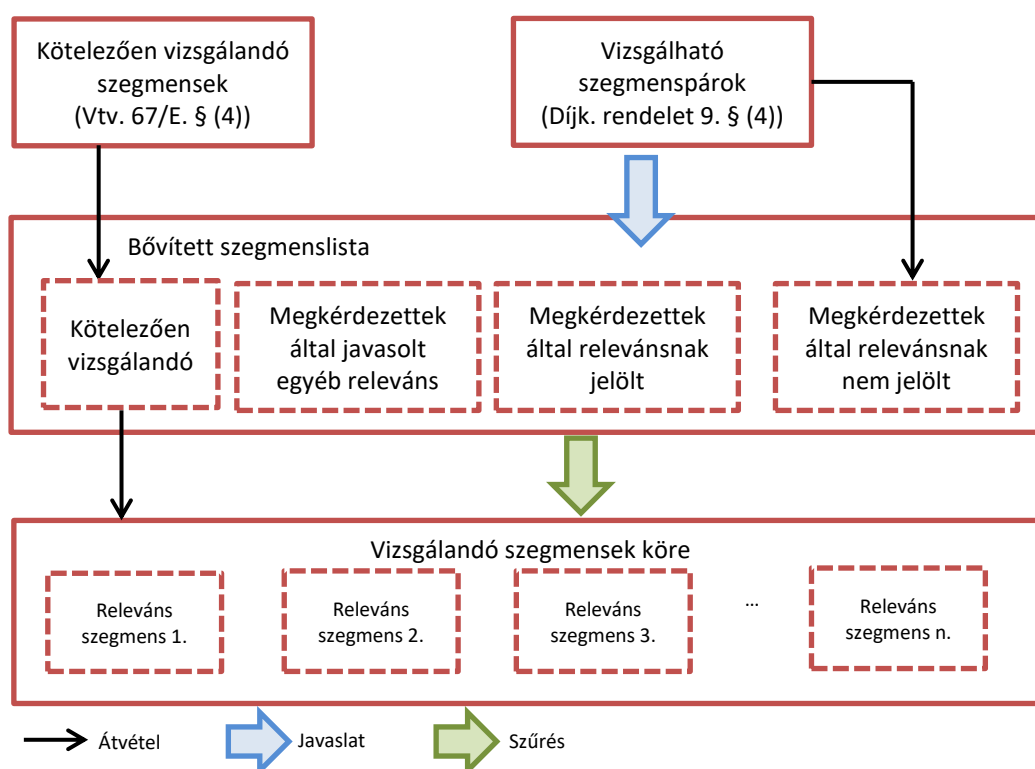 Kötelezően vizsgálandó
szegmensek
(Vtv. 67/E. § (4))
Vizsgálható
szegmenspárok
(Díjk. rendelet 9. § (4))
Bővített szegmenslista
Kötelezően
vizsgálandó
Megkérdezettek
által javasolt
egyéb releváns
Megkérdezettek
által relevánsnak
jelölt
Megkérdezettek
által relevánsnak
nem jelölt
Vizsgálandó szegmensek köre
Releváns
szegmens 1.
Releváns
szegmens 2.
Releváns
szegmens 3.
...
Releváns
szegmens n.
Átvétel
Javaslat
Szűrés